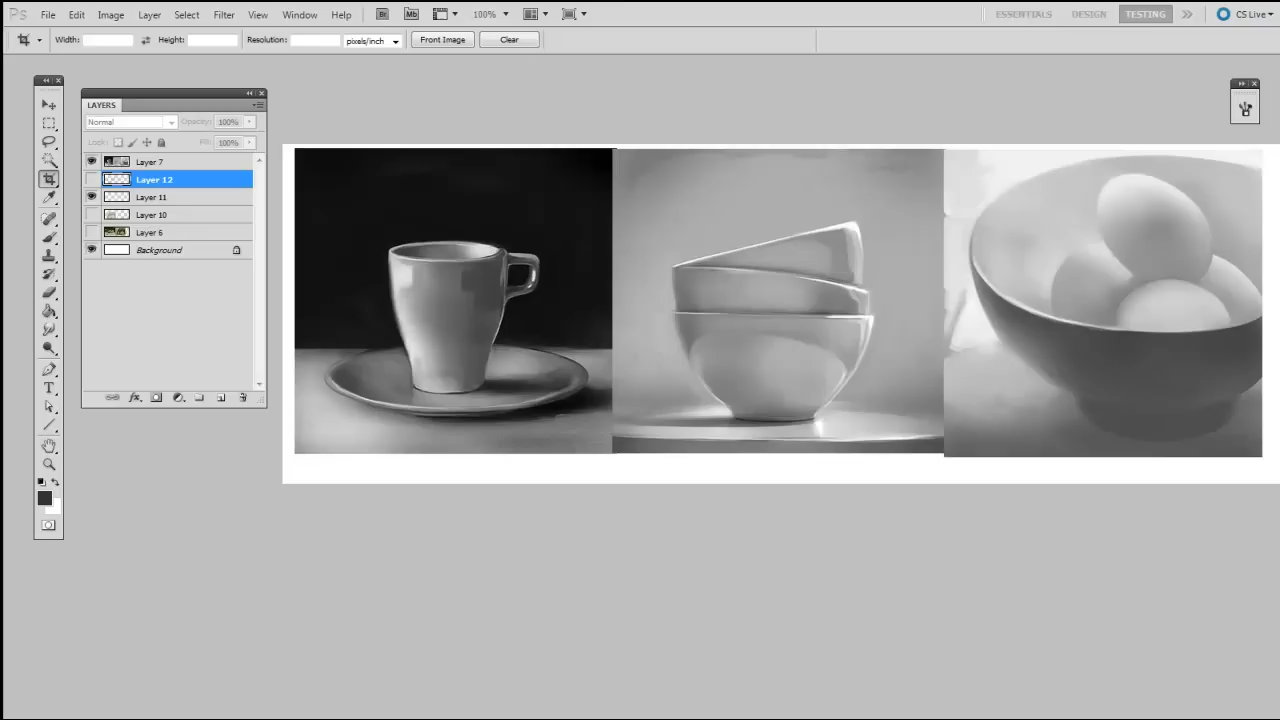 Ps File Edit Image Layer Select Filter View Window Help Br Mb 100% ESSENTIALS DESIGN TESTING CS Live
Width: Height: Resolution: pixels/inch Front Image Clear
LAYERS
Normal Opacity: 100%
Lock: Fill: 100%
Layer 7
Layer 12
Layer 11
Layer 10
Layer 6
Background